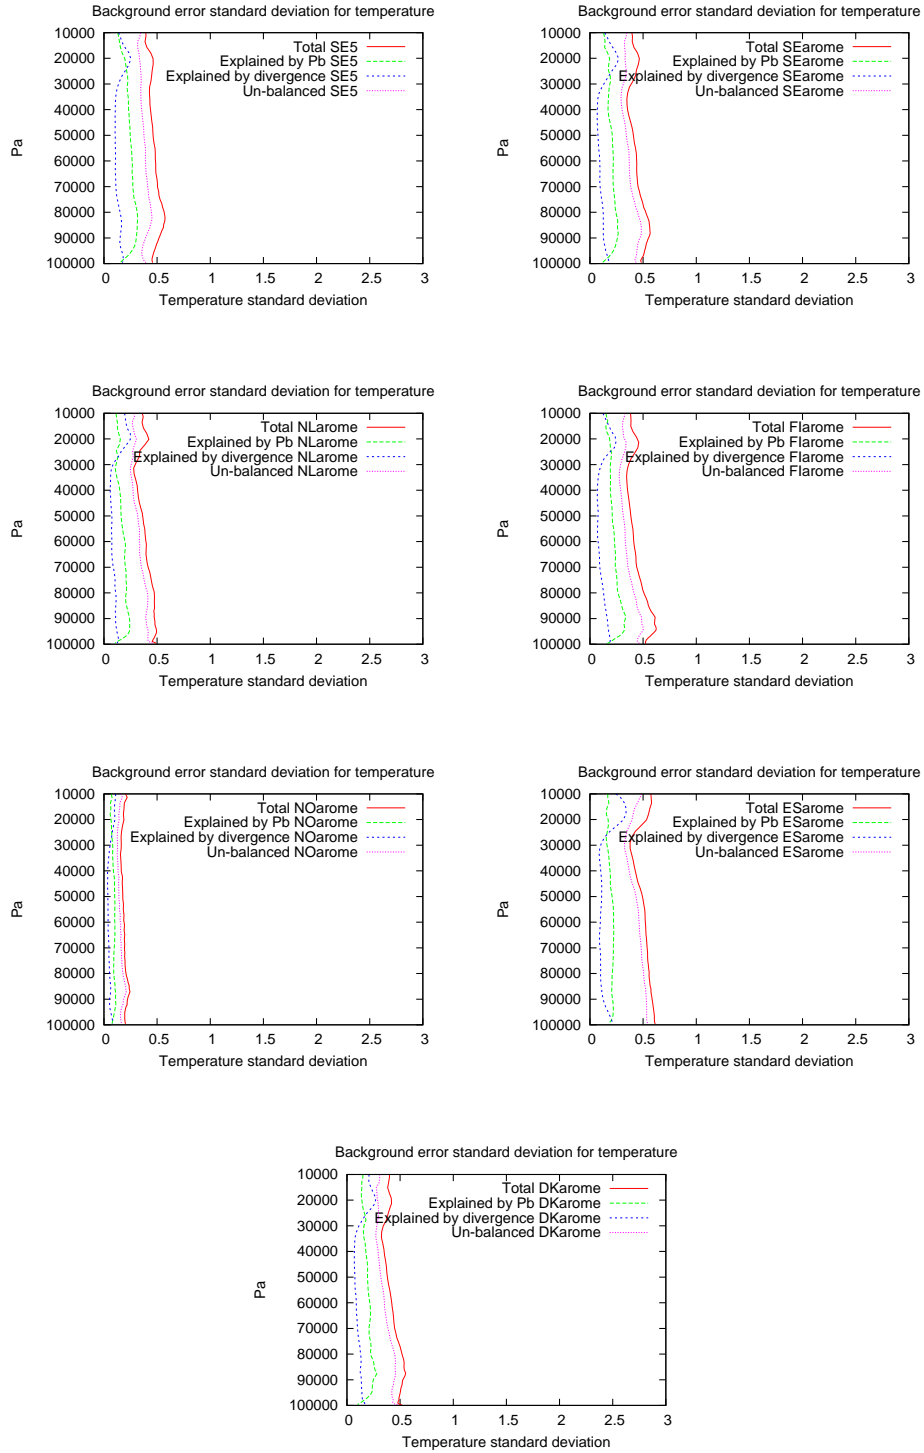 Background error standard deviation for temperature
10000
20000
30000
40000
50000
60000
70000
80000
90000
100000
Pa
Total SE5
Explained by Pb SE5
Explained by divergence SE5
Un-balanced SE5
0 0.5 1 1.5 2 2.5 3
Temperature standard deviation
Background error standard deviation for temperature
10000
20000
30000
40000
50000
60000
70000
80000
90000
100000
Pa
Total SEarome
Explained by Pb SEarome
Explained by divergence SEarome
Un-balanced SEarome
0 0.5 1 1.5 2 2.5 3
Temperature standard deviation
Background error standard deviation for temperature
10000
20000
30000
40000
50000
60000
70000
80000
90000
100000
Pa
Total NLarome
Explained by Pb NLarome
Explained by divergence NLarome
Un-balanced NLarome
0 0.5 1 1.5 2 2.5 3
Temperature standard deviation
Background error standard deviation for temperature
10000
20000
30000
40000
50000
60000
70000
80000
90000
100000
Pa
Total FIarome
Explained by Pb FIarome
Explained by divergence FIarome
Un-balanced FIarome
0 0.5 1 1.5 2 2.5 3
Temperature standard deviation
Background error standard deviation for temperature
10000
20000
30000
40000
50000
60000
70000
80000
90000
100000
Pa
Total NOarome
Explained by Pb NOarome
Explained by divergence NOarome
Un-balanced NOarome
0 0.5 1 1.5 2 2.5 3
Temperature standard deviation
Background error standard deviation for temperature
10000
20000
30000
40000
50000
60000
70000
80000
90000
100000
Pa
Total ESarome
Explained by Pb ESarome
Explained by divergence ESarome
Un-balanced ESarome
0 0.5 1 1.5 2 2.5 3
Temperature standard deviation
Background error standard deviation for temperature
10000
20000
30000
40000
50000
60000
70000
80000
90000
100000
Pa
Total DKarome
Explained by Pb DKarome
Explained by divergence DKarome
Un-balanced DKarome
0 0.5 1 1.5 2 2.5 3
Temperature standard deviation